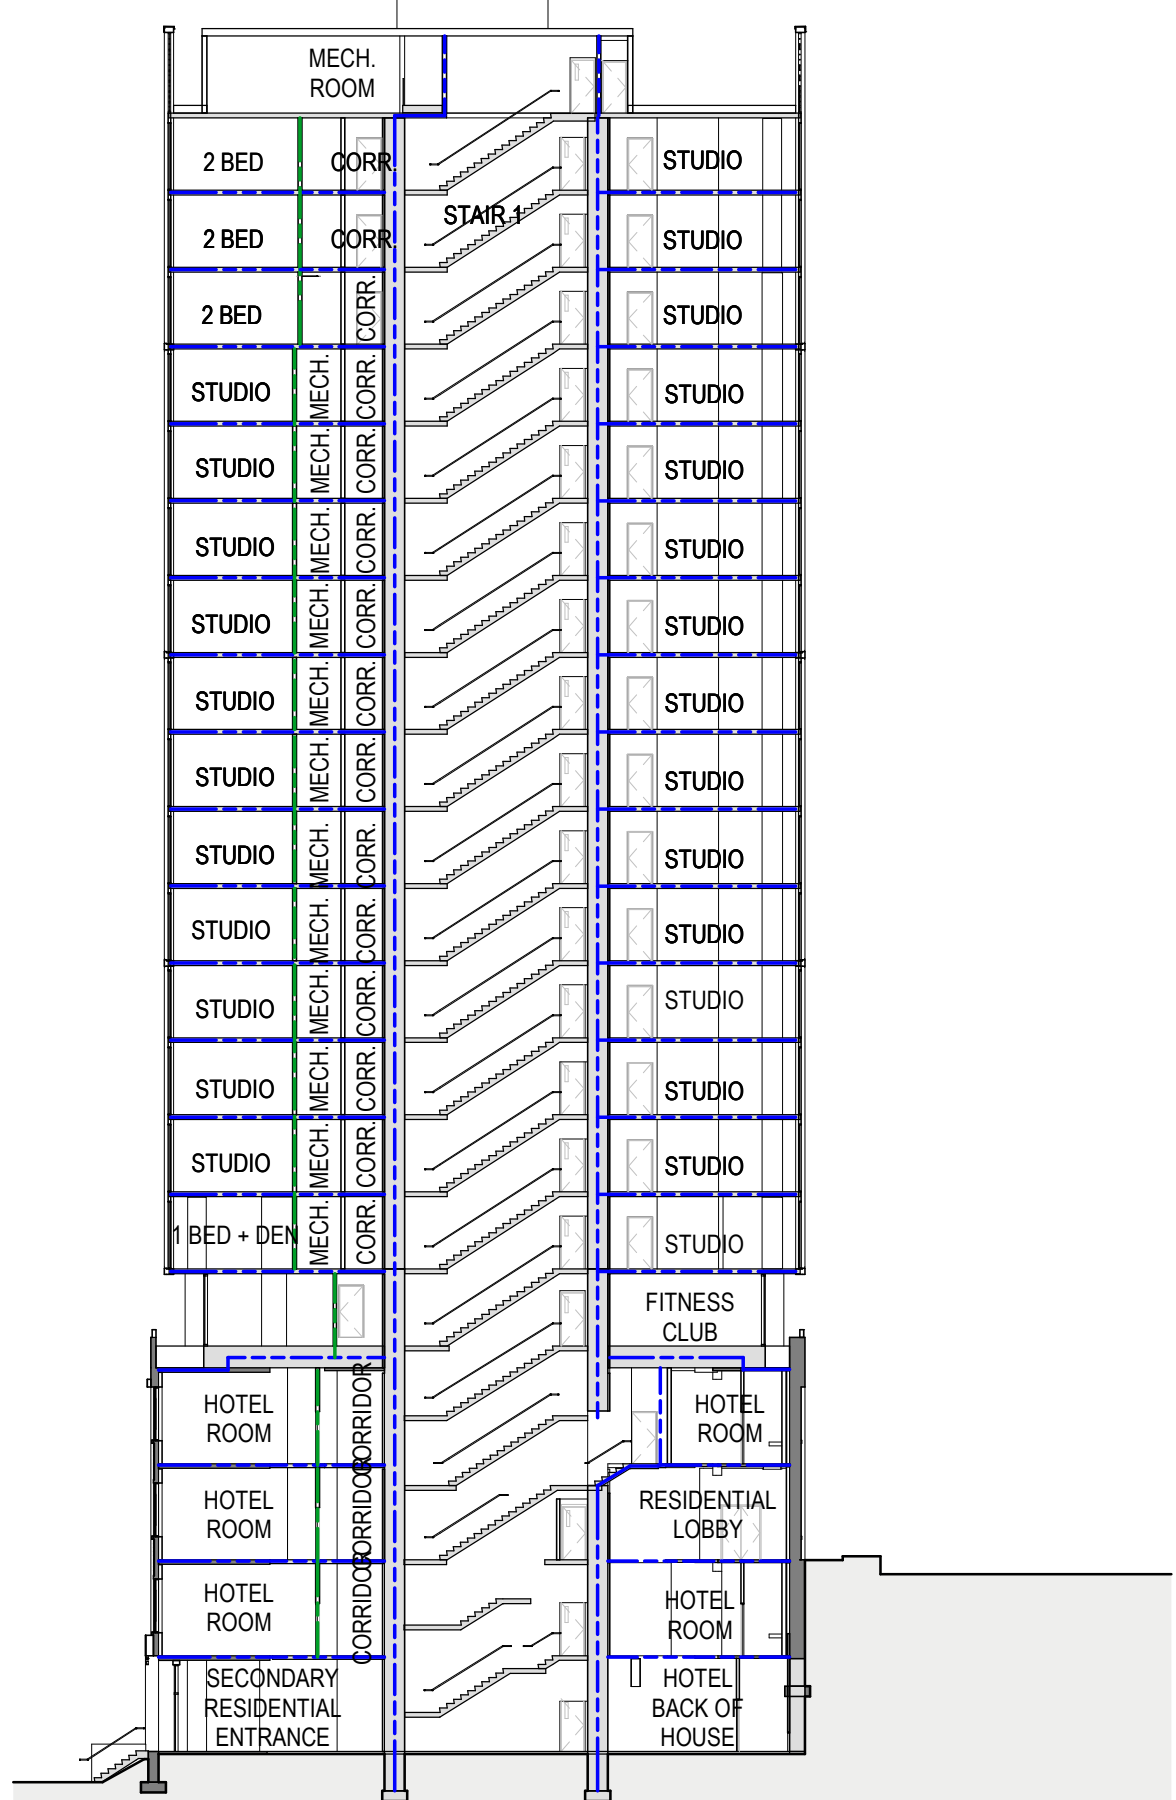 MECH.
ROOM
2 BED
CORR.
STUDIO
STAIR 1
2 BED
CORR.
STUDIO
2 BED
CORR.
STUDIO
STUDIO
MECH.
CORR.
STUDIO
STUDIO
MECH.
CORR.
STUDIO
STUDIO
MECH.
CORR.
STUDIO
STUDIO
MECH.
CORR.
STUDIO
STUDIO
MECH.
CORR.
STUDIO
STUDIO
MECH.
CORR.
STUDIO
STUDIO
MECH.
CORR.
STUDIO
STUDIO
MECH.
CORR.
STUDIO
STUDIO
MECH.
CORR.
STUDIO
STUDIO
MECH.
CORR.
STUDIO
STUDIO
MECH.
CORR.
STUDIO
1 BED + DEN
MECH.
CORR.
STUDIO
FITNESS
CLUB
HOTEL
ROOM
CORRIDOR
HOTEL
ROOM
HOTEL
ROOM
CORRIDOR
RESIDENTIAL
LOBBY
HOTEL
ROOM
CORRIDOR
HOTEL
ROOM
SECONDARY
RESIDENTIAL
ENTRANCE
HOTEL
BACK OF
HOUSE